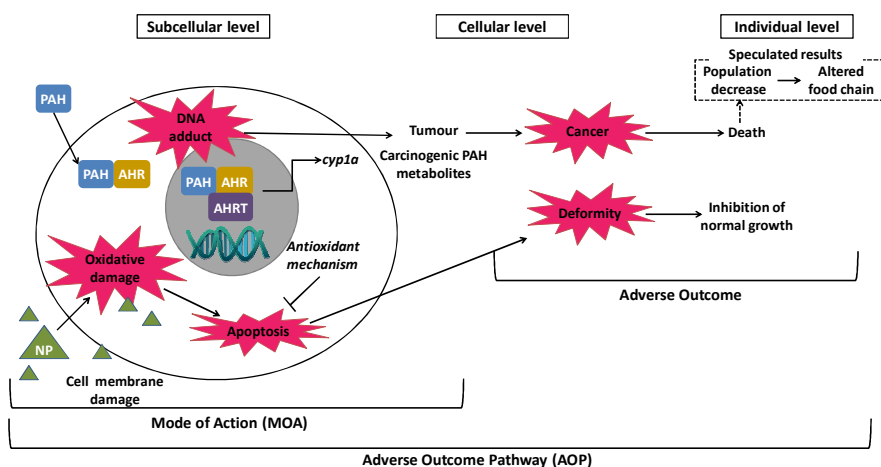 Subcellular level
Cellular level
Individual level
Speculated results
Population
decrease
Altered
food chain
PAH
DNA
adduct
Tumour
Cancer
Death
Carcinogenic PAH
metabolites
cyp1a
PAH
AHR
PAH
AHR
AHRT
Deformity
Inhibition of
normal growth
Antioxidant
mechanism
Oxidative
damage
Adverse Outcome
Apoptosis
NP
Cell membrane
damage
Mode of Action (MOA)
Adverse Outcome Pathway (AOP)